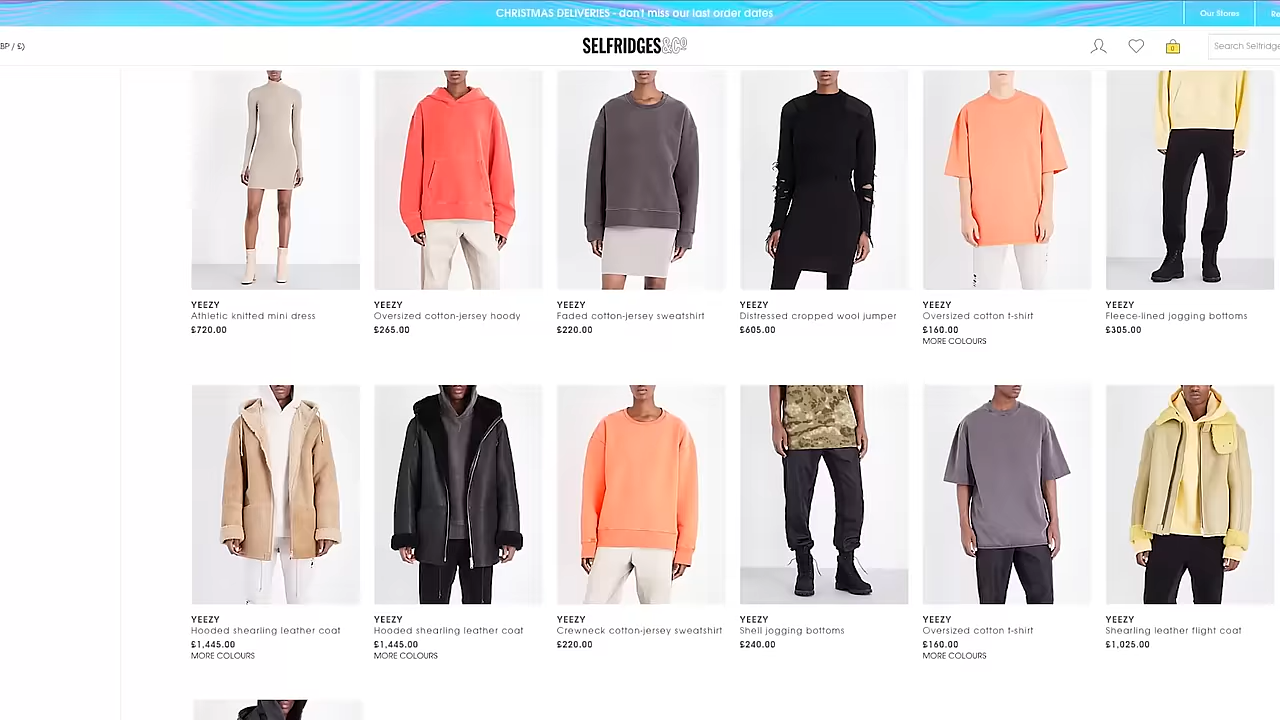 CHRISTMAS DELIVERIES - don't miss our last order dates
Our Stores
BP / £)
SELFRIDGES&Cº
0
Search Selfridge
YEEZY
Athletic knitted mini dress
£720.00
YEEZY
Oversized cotton-jersey hoody
£265.00
YEEZY
Faded cotton-jersey sweatshirt
£220.00
YEEZY
Distressed cropped wool jumper
£605.00
YEEZY
Oversized cotton t-shirt
£160.00
MORE COLOURS
YEEZY
Fleece-lined jogging bottoms
£305.00
YEEZY
Hooded shearling leather coat
£1,445.00
MORE COLOURS
YEEZY
Hooded shearling leather coat
£1,445.00
MORE COLOURS
YEEZY
Crewneck cotton-jersey sweatshirt
£220.00
YEEZY
Shell jogging bottoms
£240.00
YEEZY
Oversized cotton t-shirt
£160.00
MORE COLOURS
YEEZY
Shearling leather flight coat
£1,025.00